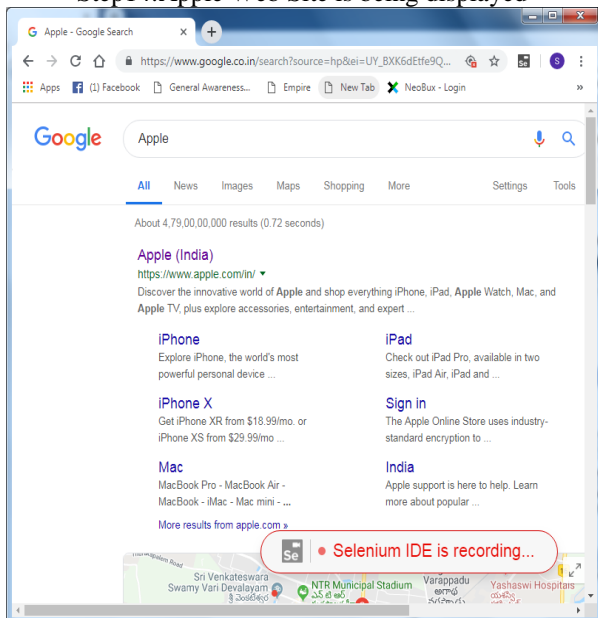 Apple - Google Search
https://www.google.co.in/search?source=hp&ei=UY_BXK6dEtfe9Q...
Apps (1) Facebook General Awareness... Empire New Tab NeoBux - Login »
Google Apple
All News Images Maps Shopping More Settings Tools
About 4,79,00,00,000 results (0.72 seconds)
Apple (India)
https://www.apple.com/in/
Discover the innovative world of Apple and shop everything iPhone, iPad, Apple Watch, Mac, and
Apple TV, plus explore accessories, entertainment, and expert ...
iPhone
Explore iPhone, the world's most
powerful personal device ...
iPad
Check out iPad Pro, available in two
sizes, iPad Air, iPad and ...
iPhone X
Get iPhone XR from $18.99/mo. or
iPhone XS from $29.99/mo ...
Sign in
The Apple Online Store uses industry-
standard encryption to ...
Mac
MacBook Pro - MacBook Air -
MacBook - iMac - Mac mini - ...
India
Apple support is here to help. Learn
more about popular ...
More results from apple.com »
Se Selenium IDE is recording...
Sri Venkateswara
Swamy Vari Devalayam
NTR Municipal Stadium
Varappadu
Yashaswi Hospitals